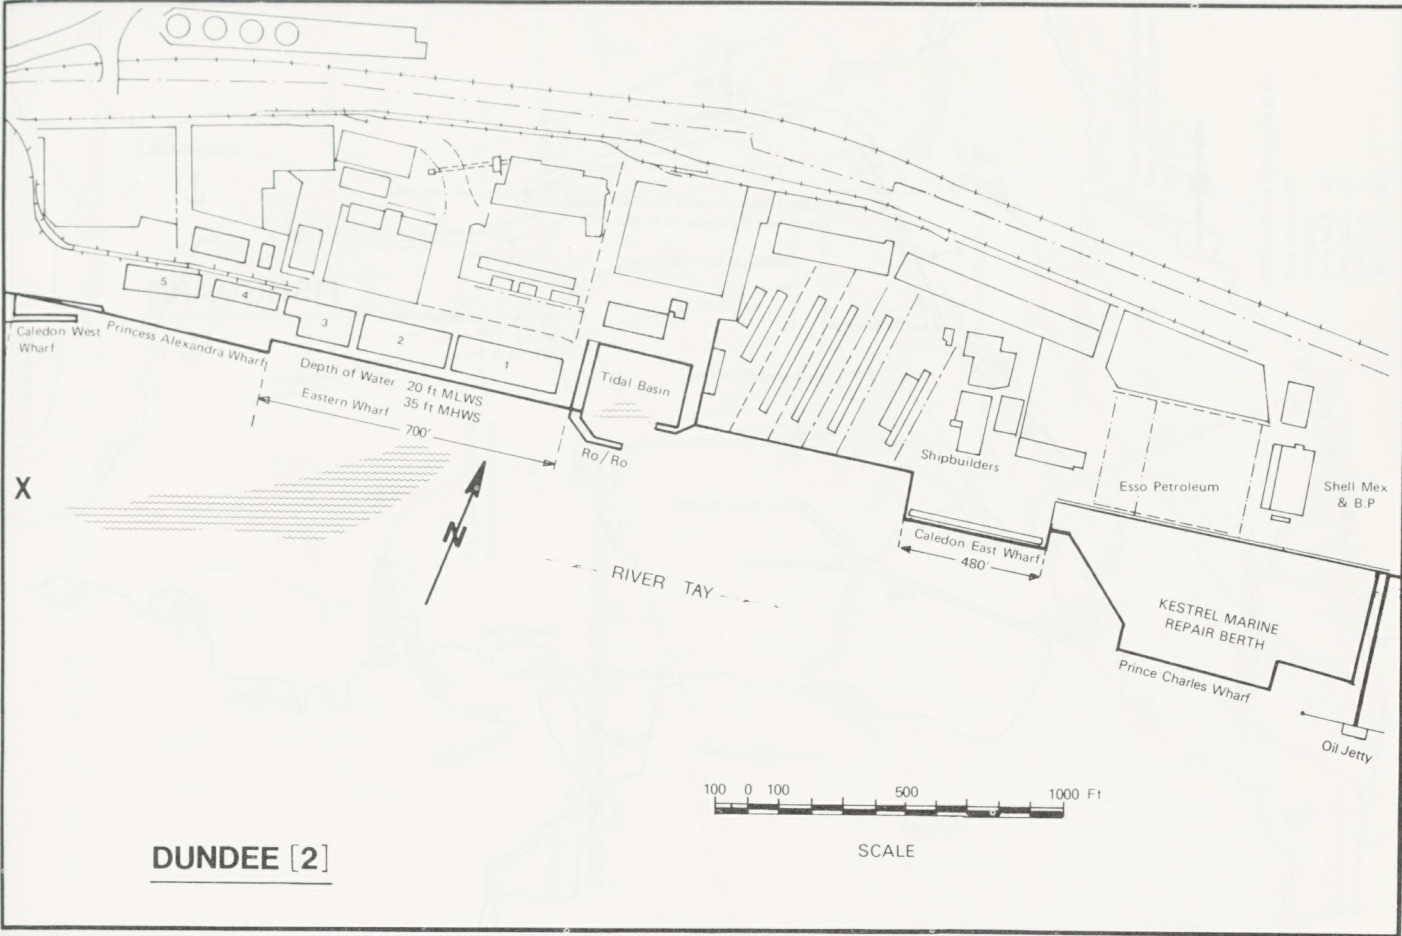 5
4
3
2
1
Caledon West
Wharf
Princess Alexandra Wharf
Depth of Water 20 ft MLWS
35 ft MHWS
Eastern Wharf
700'
Tidal Basin
Ro/Ro
X
N
RIVER TAY
Shipbuilders
Caledon East Wharf
480'
Esso Petroleum
Shell Mex
& B.P
KESTREL MARINE
REPAIR BERTH
Prince Charles Wharf
Oil Jetty
100 0 100 500 1000 Ft
SCALE
DUNDEE [2]